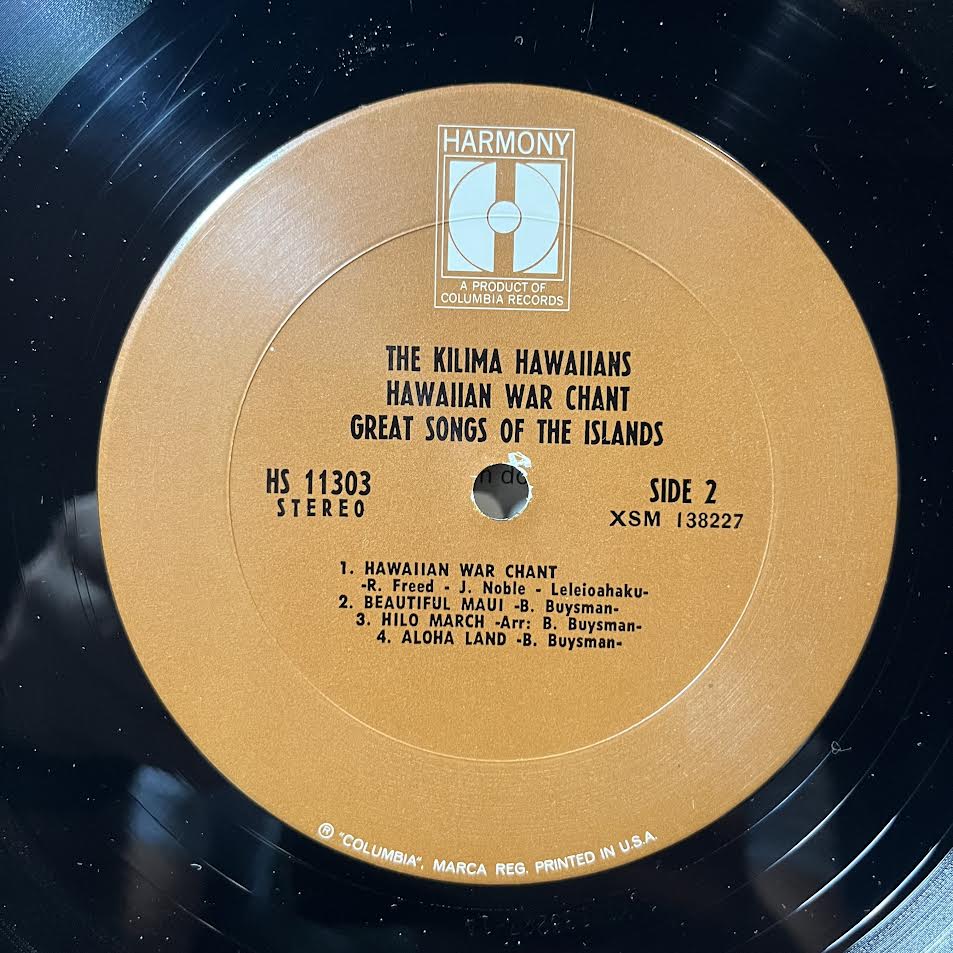 HARMONY
A PRODUCT OF
COLUMBIA RECORDS
THE KILIMA HAWAIIANS
HAWAIIAN WAR CHANT
GREAT SONGS OF THE ISLANDS
HS 11303
STEREO
SIDE 2
XSM 138227
1. HAWAIIAN WAR CHANT
-R. Freed - J. Noble - Leleioahaku-
2. BEAUTIFUL MAUI -B. Buysman-
3. HILO MARCH -Arr: B. Buysman-
4. ALOHA LAND -B. Buysman-
® "COLUMBIA", MARCA REG. PRINTED IN U.S.A.